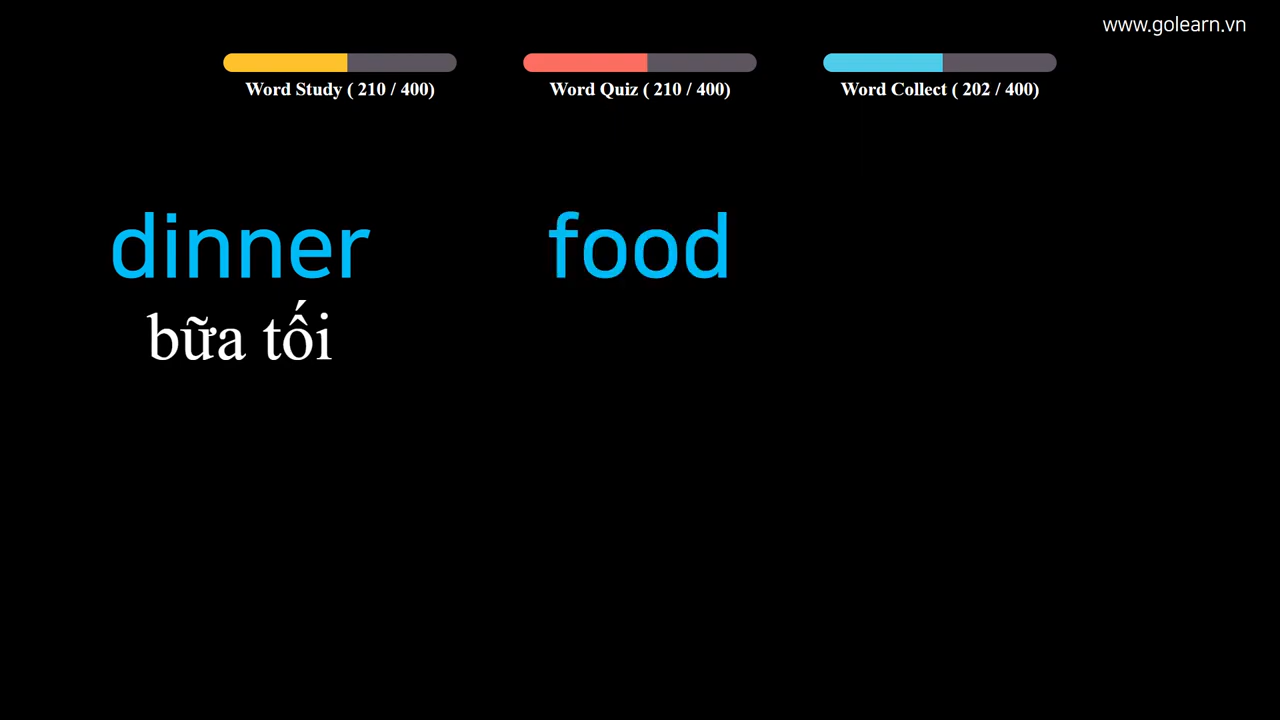 www.golearn.vn
Word Study ( 210 / 400)
Word Quiz ( 210 / 400)
Word Collect ( 202 / 400)
dinner
bữa tối
food